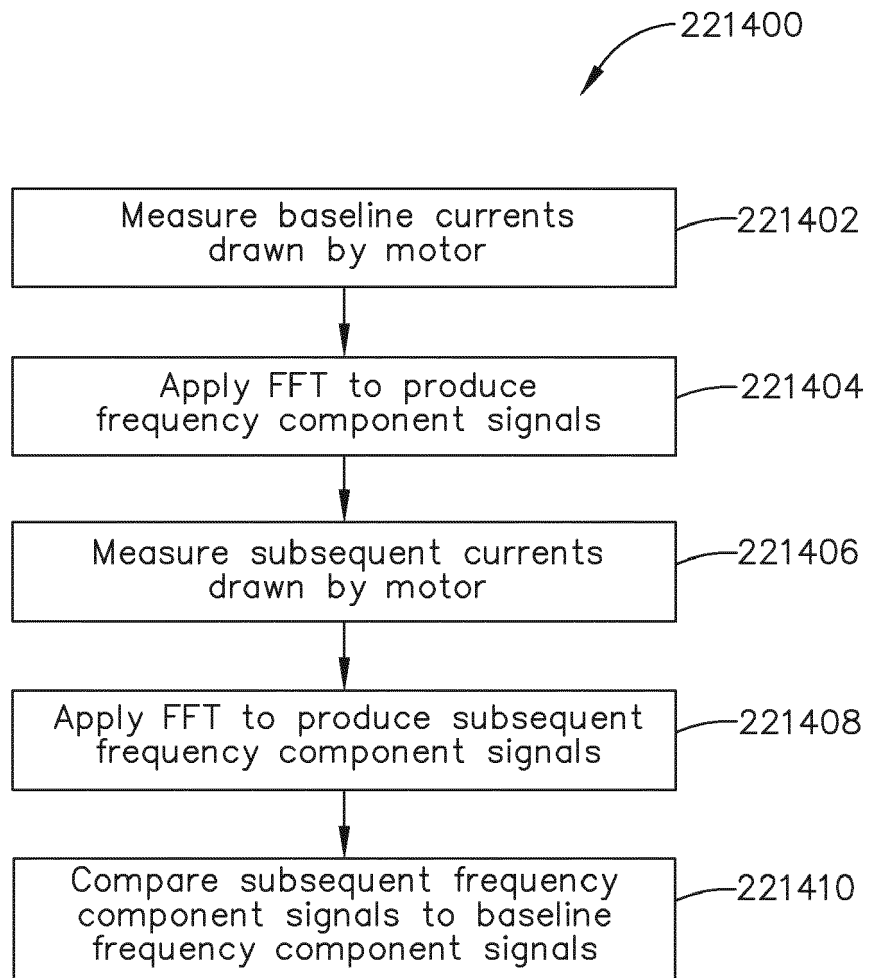 221400
Measure baseline currents
drawn by motor
221402
Apply FFT to produce
frequency component signals
221404
Measure subsequent currents
drawn by motor
221406
Apply FFT to produce subsequent
frequency component signals
221408
Compare subsequent frequency
component signals to baseline
frequency component signals
221410